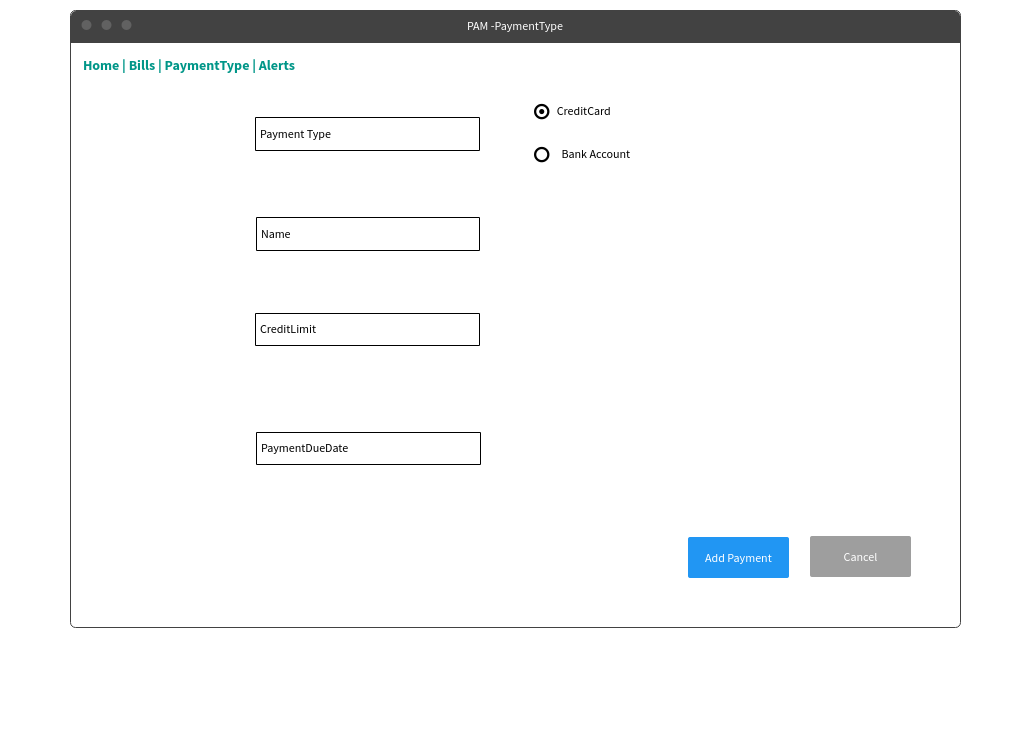 PAM -PaymentType
Home | Bills | PaymentType | Alerts
CreditCard
Payment Type
Bank Account
Name
CreditLimit
PaymentDueDate
Add Payment
Cancel